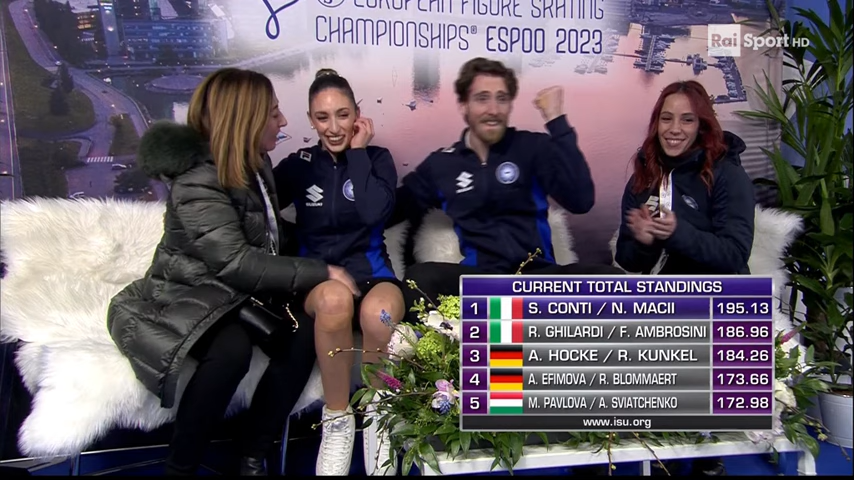 EUROPEAN FIGURE SKATING
CHAMPIONSHIPS® ESPOO 2023
Rai Sport HD
SUZUKI
CURRENT TOTAL STANDINGS
1 S. CONTI / N. MACII 195.13
2 R. GHILARDI / F. AMBROSINI 186.96
3 A. HOCKE / R. KUNKEL 184.26
4 A. EFIMOVA / R. BLOMMAERT 173.66
5 M. PAVLOVA / A. SVIATCHENKO 172.98
www.isu.org